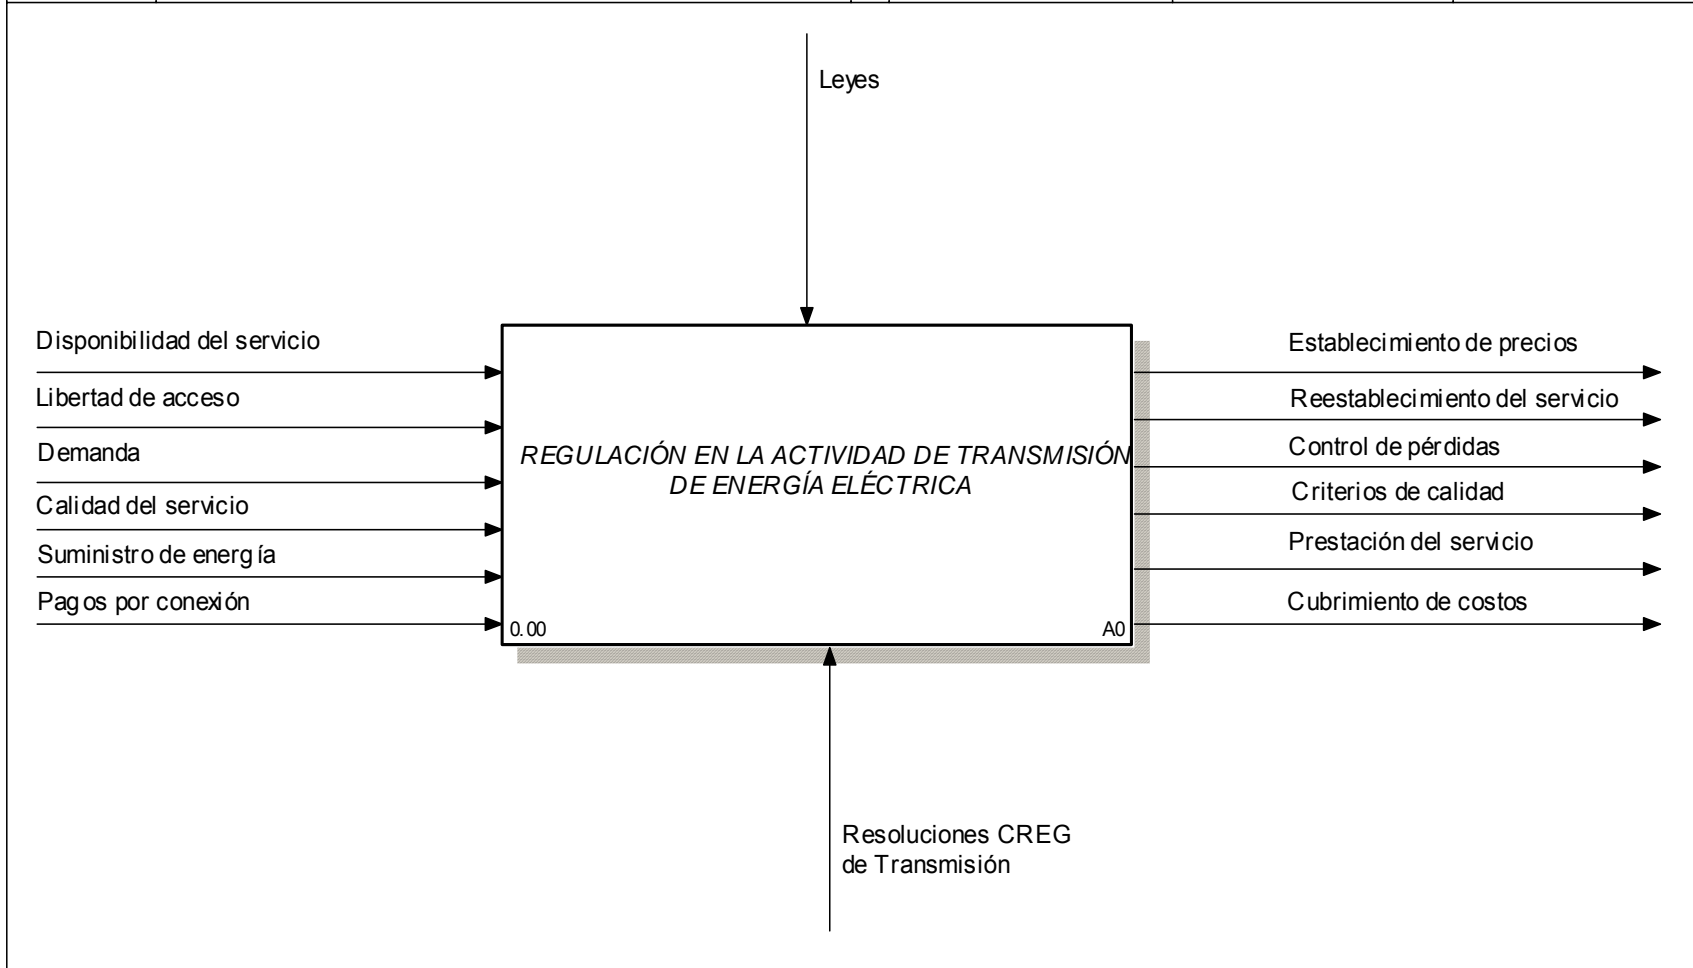 Leyes
Disponibilidad del servicio
Libertad de acceso
Demanda
Calidad del servicio
Suministro de energía
Pagos por conexión
REGULACIÓN EN LA ACTIVIDAD DE TRANSMISIÓN
DE ENERGÍA ELÉCTRICA
0.00
A0
Establecimiento de precios
Reestablecimiento del servicio
Control de pérdidas
Criterios de calidad
Prestación del servicio
Cubrimiento de costos
Resoluciones CREG
de Transmisión